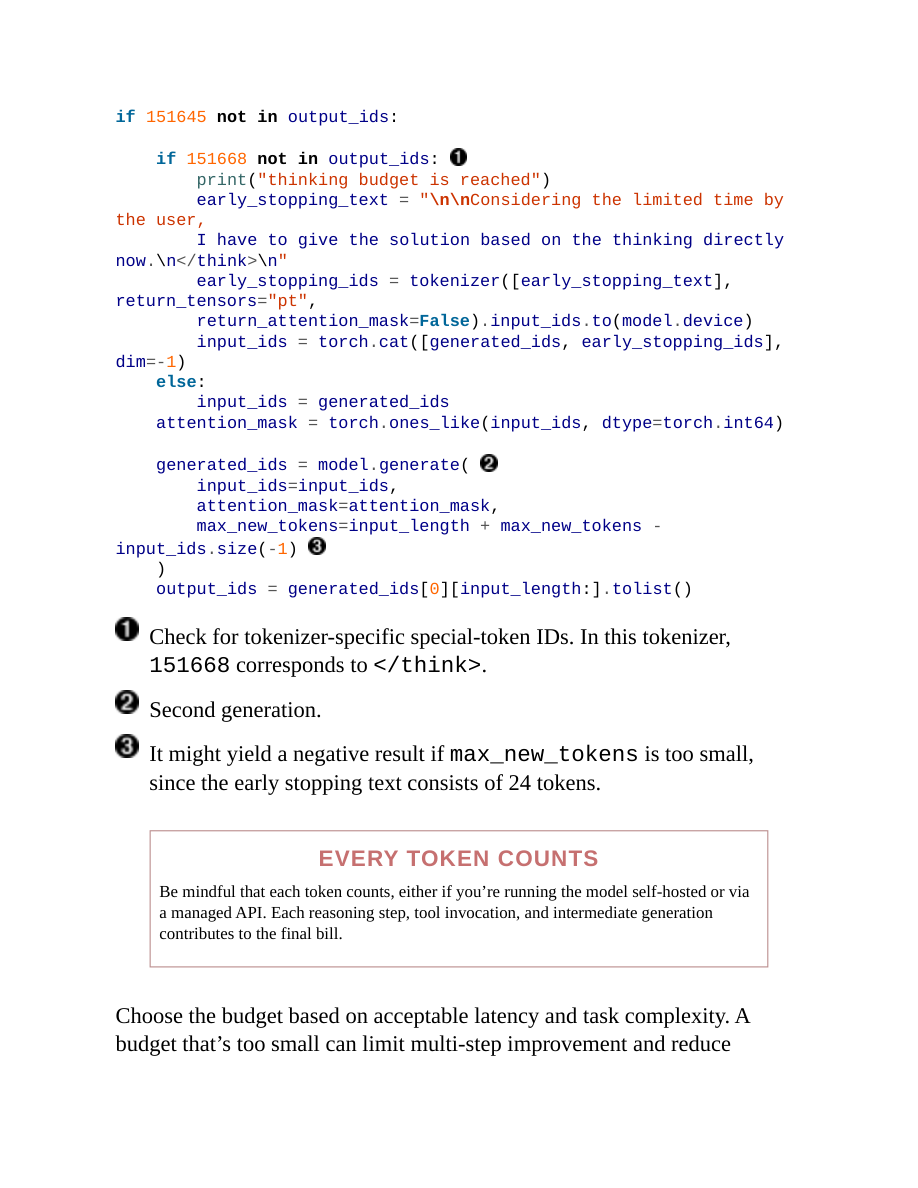 if 151645 not in output_ids:
    if 151668 not in output_ids: ❶
        print("thinking budget is reached")
        early_stopping_text = "\n\nConsidering the limited time by
the user,
        I have to give the solution based on the thinking directly
now.\n</think>\n"
        early_stopping_ids = tokenizer([early_stopping_text],
return_tensors="pt",
        return_attention_mask=False).input_ids.to(model.device)
        input_ids = torch.cat([generated_ids, early_stopping_ids],
dim=-1)
    else:
        input_ids = generated_ids
    attention_mask = torch.ones_like(input_ids, dtype=torch.int64)
    generated_ids = model.generate( ❷
        input_ids=input_ids,
        attention_mask=attention_mask,
        max_new_tokens=input_length + max_new_tokens -
input_ids.size(-1) ❸
    )
    output_ids = generated_ids[0][input_length:].tolist()
❶ Check for tokenizer-specific special-token IDs. In this tokenizer,
151668 corresponds to </think>.
❷ Second generation.
❸ It might yield a negative result if max_new_tokens is too small,
since the early stopping text consists of 24 tokens.
EVERY TOKEN COUNTS
Be mindful that each token counts, either if you’re running the model self-hosted or via
a managed API. Each reasoning step, tool invocation, and intermediate generation
contributes to the final bill.
Choose the budget based on acceptable latency and task complexity. A
budget that’s too small can limit multi-step improvement and reduce